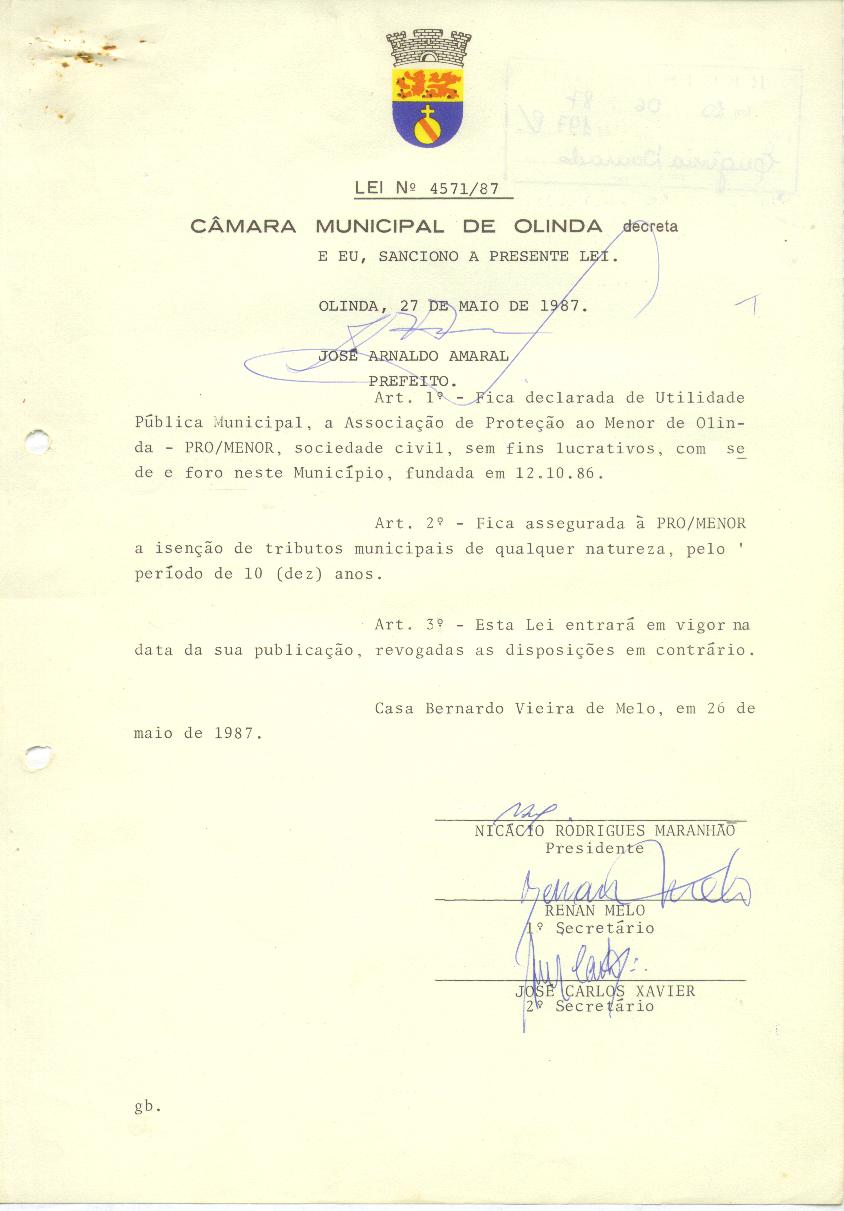 LEI Nº 4571/87
CÂMARA MUNICIPAL DE OLINDA decreta
E EU, SANCIONO A PRESENTE LEI.
OLINDA, 27 DE MAIO DE 1987.
JOSÉ ARNALDO AMARAL
PREFEITO.
Art. 1º - Fica declarada de Utilidade
Pública Municipal, a Associação de Proteção ao Menor de Olin-
da - PRO/MENOR, sociedade civil, sem fins lucrativos, com se
de e foro neste Município, fundada em 12.10.86.
Art. 2º - Fica assegurada à PRO/MENOR
a isenção de tributos municipais de qualquer natureza, pelo '
período de 10 (dez) anos.
Art. 3º - Esta Lei entrará em vigor na
data da sua publicação, revogadas as disposições em contrário.
Casa Bernardo Vieira de Melo, em 26 de
maio de 1987.
NICÁCIO RODRIGUES MARANHÃO
Presidente
Renan Melo
RENAN MELO
1º Secretário
JOSÉ CARLOS XAVIER
2º Secretário
gb.